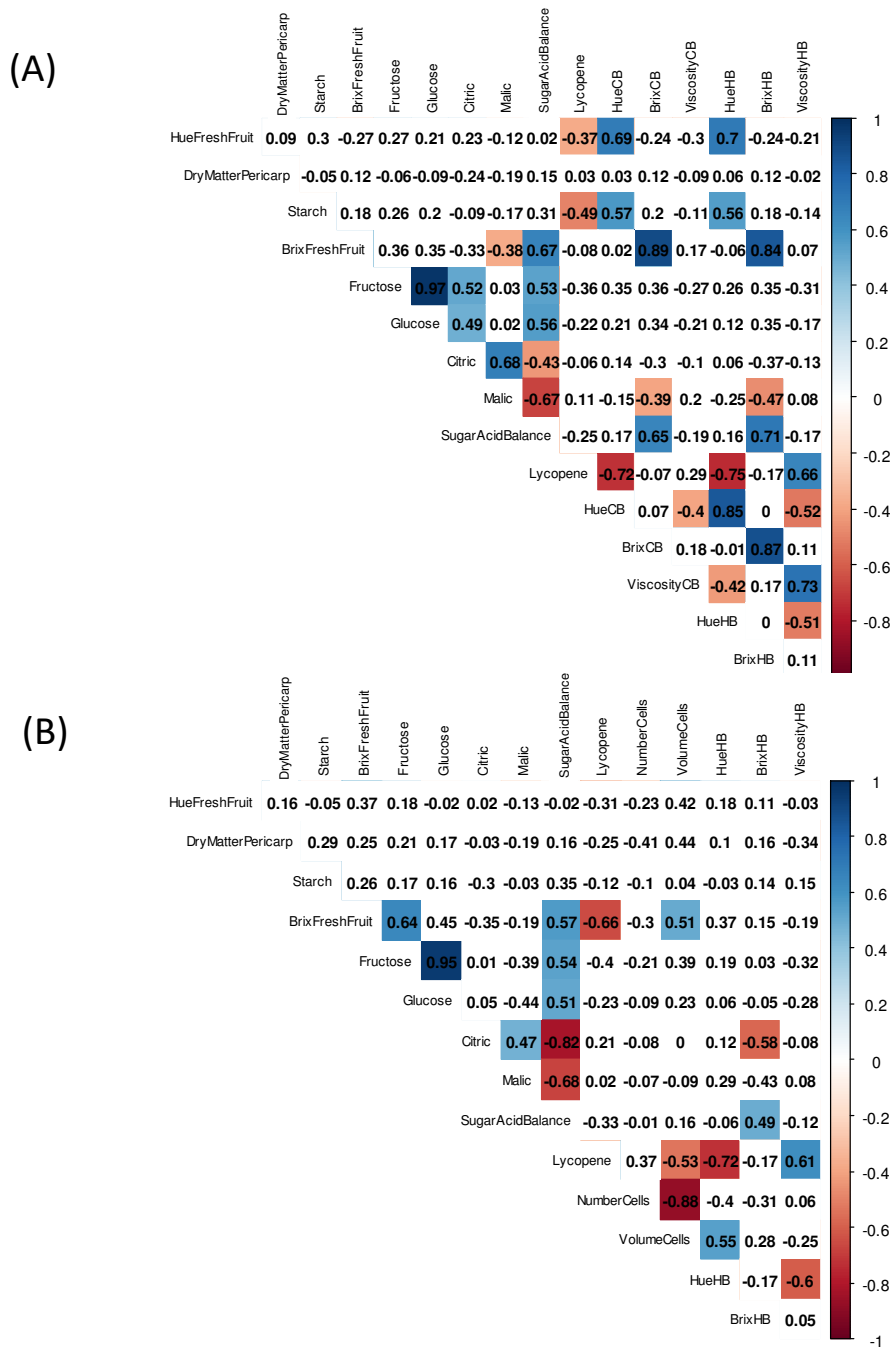 (A)
DryMatterPericarp Starch BrixFreshFruit Fructose Glucose Citric Malic SugarAcidBalance Lycopene HueCB BrixCB ViscosityCB HueHB BrixHB ViscosityHB
HueFreshFruit 0.09 0.3 -0.27 0.27 0.21 0.23 -0.12 0.02 -0.37 0.69 -0.24 -0.3 0.7 -0.24 -0.21
DryMatterPericarp -0.05 0.12 -0.06 -0.09 -0.24 -0.19 0.15 0.03 0.03 0.12 -0.09 0.06 0.12 -0.02
Starch 0.18 0.26 0.2 -0.09 -0.17 0.31 -0.49 0.57 0.2 -0.11 0.56 0.18 -0.14
BrixFreshFruit 0.36 0.35 -0.33 -0.38 0.67 -0.08 0.02 0.89 0.17 -0.06 0.84 0.07
Fructose 0.97 0.52 0.03 0.53 -0.36 0.35 0.36 -0.27 0.26 0.35 -0.31
Glucose 0.49 0.02 0.56 -0.22 0.21 0.34 -0.21 0.12 0.35 -0.17
Citric 0.68 -0.43 -0.06 0.14 -0.3 -0.1 0.06 -0.37 -0.13
Malic -0.67 0.11 -0.15 -0.39 0.2 -0.25 -0.47 0.08
SugarAcidBalance -0.25 0.17 0.65 -0.19 0.16 0.71 -0.17
Lycopene -0.72 -0.07 0.29 -0.75 -0.17 0.66
HueCB 0.07 -0.4 0.85 0 -0.52
BrixCB 0.18 -0.01 0.87 0.11
ViscosityCB -0.42 0.17 0.73
HueHB 0 -0.51
BrixHB 0.11
1
0.8
0.6
0.4
0.2
0
-0.2
-0.4
-0.6
-0.8
(B)
DryMatterPericarp Starch BrixFreshFruit Fructose Glucose Citric Malic SugarAcidBalance Lycopene NumberCells VolumeCells HueHB BrixHB ViscosityHB
HueFreshFruit 0.16 -0.05 0.37 0.18 -0.02 0.02 -0.13 -0.02 -0.31 -0.23 0.42 0.18 0.11 -0.03
DryMatterPericarp 0.29 0.25 0.21 0.17 -0.03 -0.19 0.16 -0.25 -0.41 0.44 0.1 0.16 -0.34
Starch 0.26 0.17 0.16 -0.3 -0.03 0.35 -0.12 -0.1 0.04 -0.03 0.14 0.15
BrixFreshFruit 0.64 0.45 -0.35 -0.19 0.57 -0.66 -0.3 0.51 0.37 0.15 -0.19
Fructose 0.95 0.01 -0.39 0.54 -0.4 -0.21 0.39 0.19 0.03 -0.32
Glucose 0.05 -0.44 0.51 -0.23 -0.09 0.23 0.06 -0.05 -0.28
Citric 0.47 -0.82 0.21 -0.08 0 0.12 -0.58 -0.08
Malic -0.68 0.02 -0.07 -0.09 0.29 -0.43 0.08
SugarAcidBalance -0.33 -0.01 0.16 -0.06 0.49 -0.12
Lycopene 0.37 -0.53 -0.72 -0.17 0.61
NumberCells -0.88 -0.4 -0.31 0.06
VolumeCells 0.55 0.28 -0.25
HueHB -0.17 -0.6
BrixHB 0.05
1
0.8
0.6
0.4
0.2
0
-0.2
-0.4
-0.6
-0.8
-1